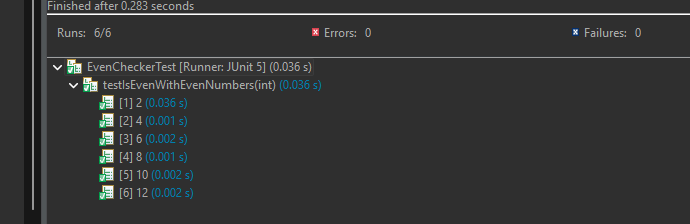 Finished after 0.283 seconds
Runs: 6/6 Errors: 0 Failures: 0
EvenCheckerTest [Runner: JUnit 5] (0.036 s)
testIsEvenWithEvenNumbers(int) (0.036 s)
[1] 2 (0.036 s)
[2] 4 (0.001 s)
[3] 6 (0.002 s)
[4] 8 (0.001 s)
[5] 10 (0.002 s)
[6] 12 (0.002 s)